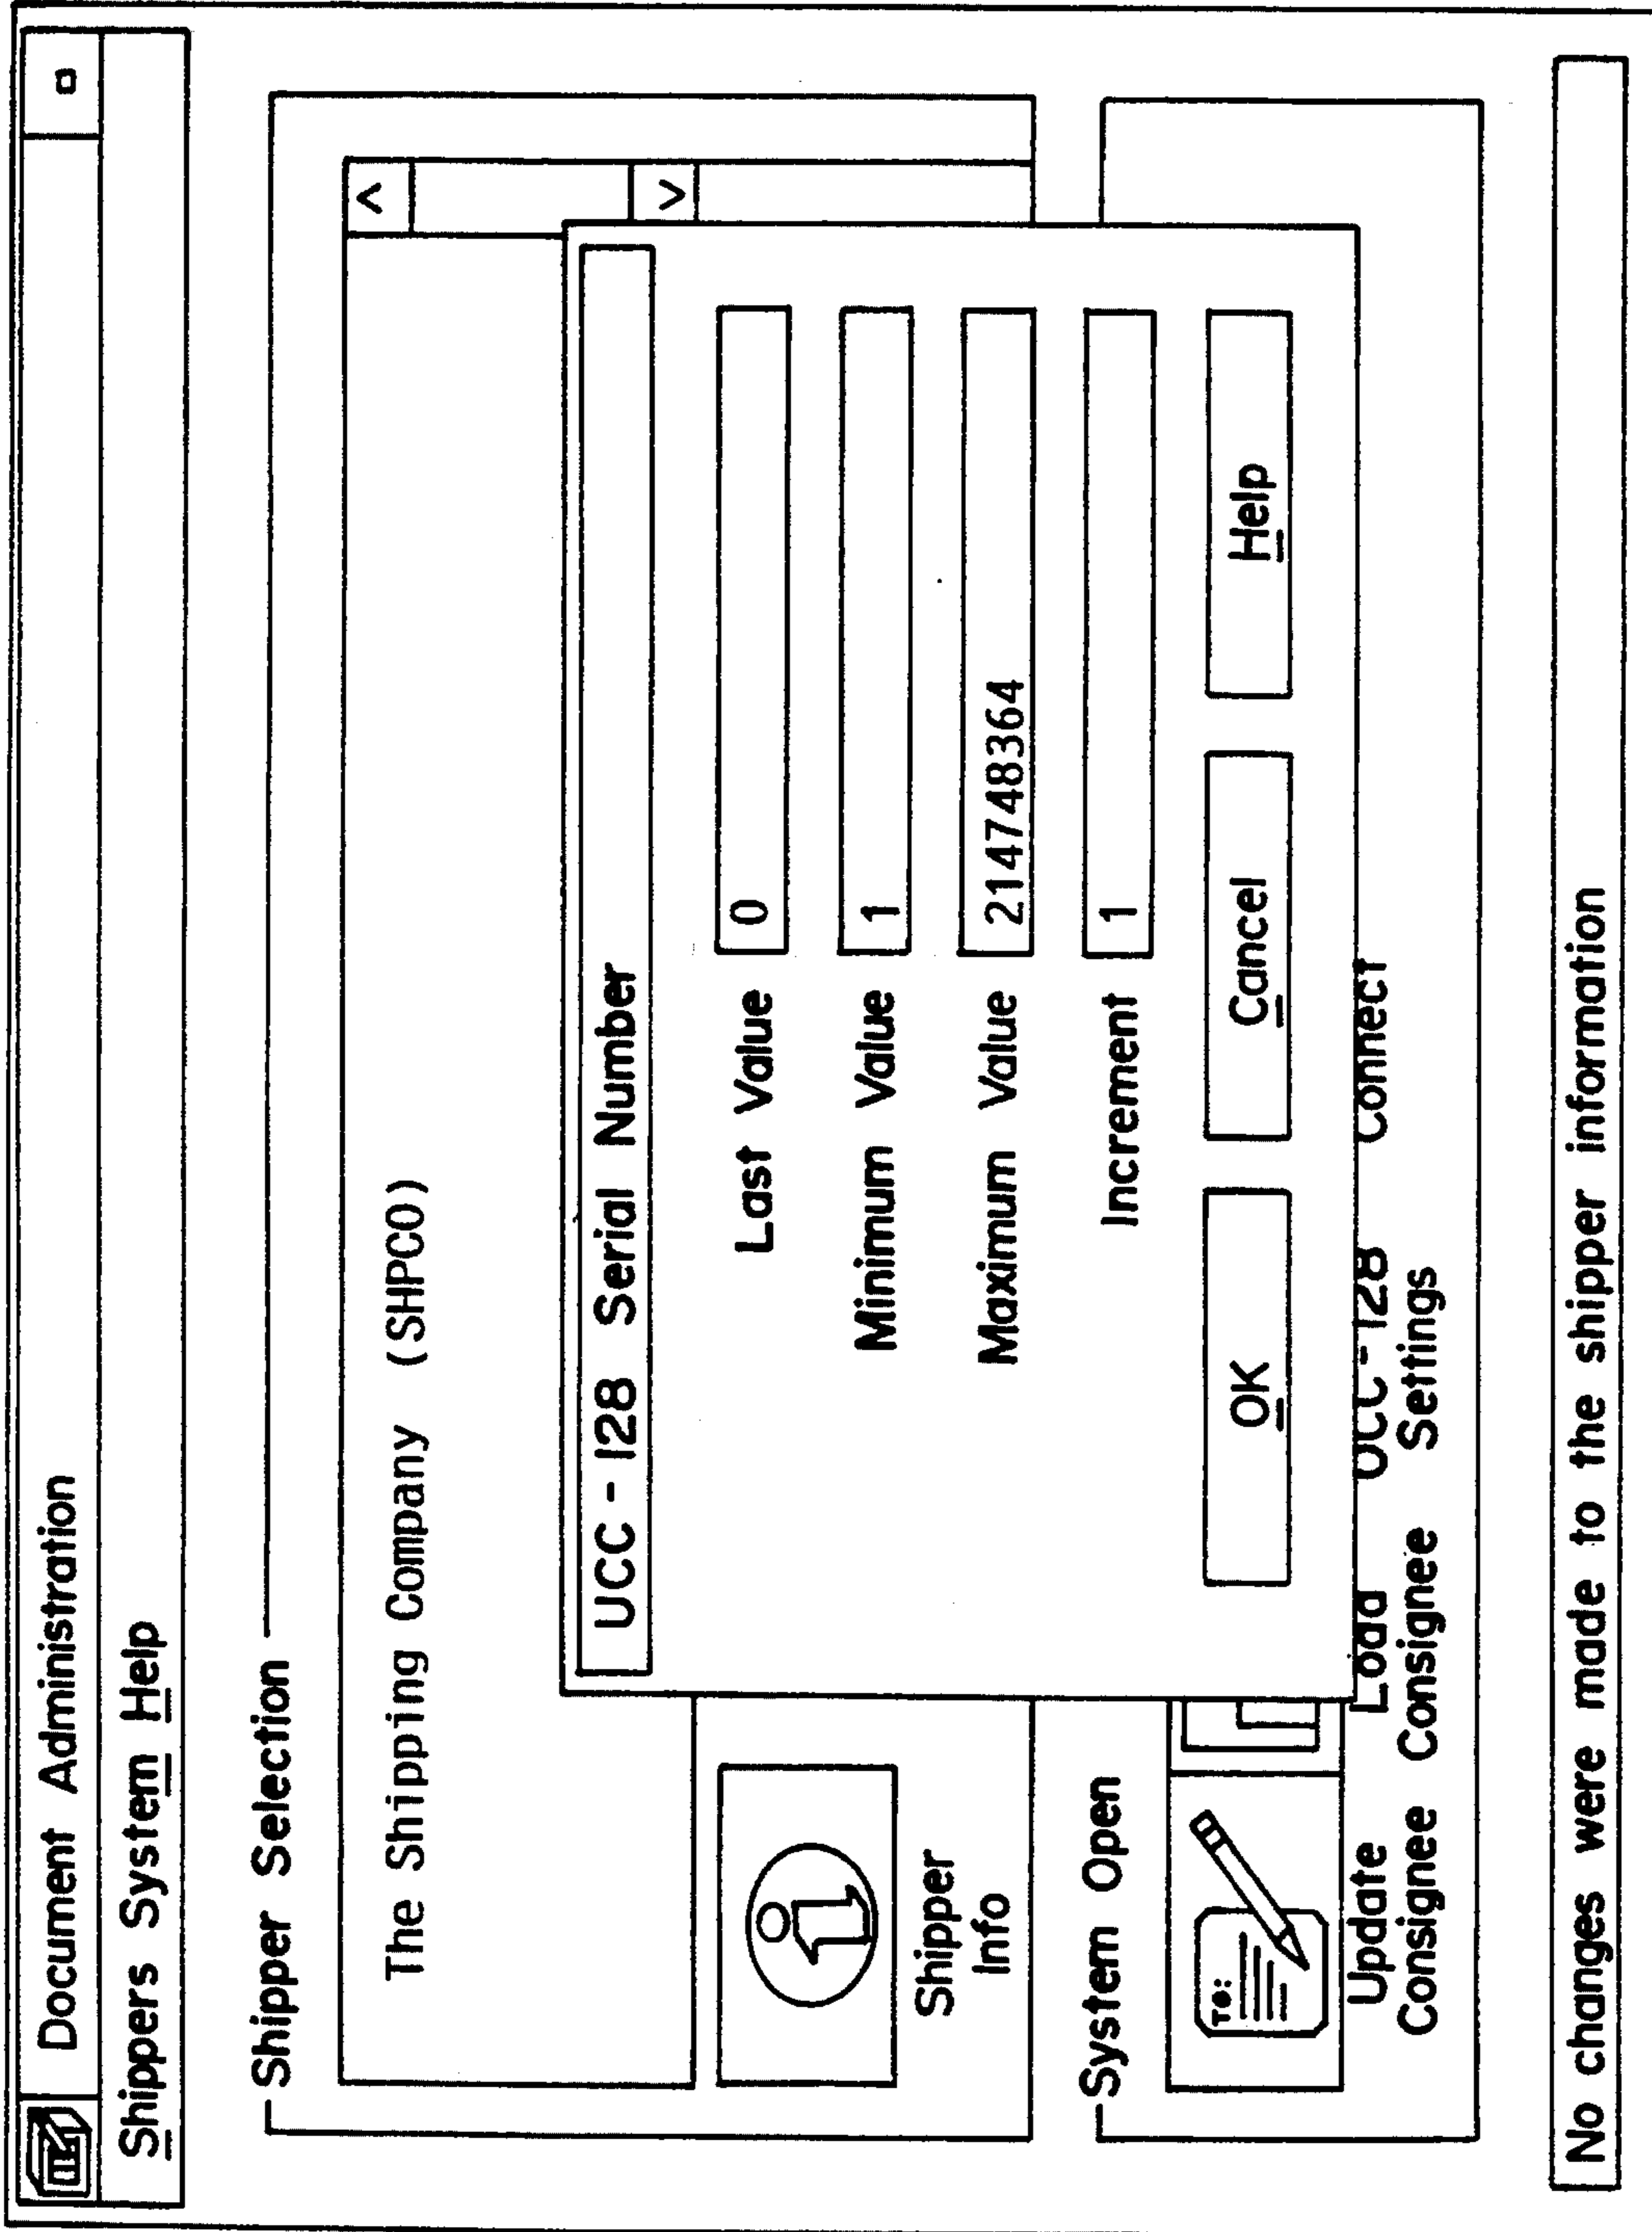 Document Administration
Shippers System Help
Shipper Selection
The Shipping Company (SHPCO)
UCC-128 Serial Number
Last Value 0
Minimum Value 1
Maximum Value 214748364
Increment 1
OK Cancel Help
Shipper
Info
System Open
TO:
Update Load UCC-128 Connect
Consignee Consignee Settings
No changes were made to the shipper information